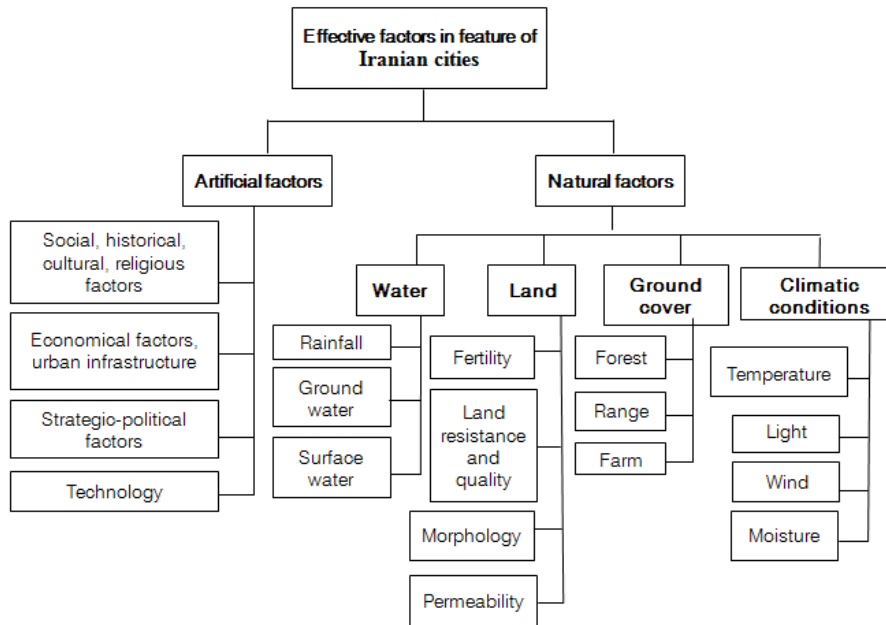 Effective factors in feature of
Iranian cities
Artificial factors
Natural factors
Social, historical,
cultural, religious
factors
Economical factors,
urban infrastructure
Strategic-political
factors
Technology
Water
Rainfall
Ground
water
Surface
water
Land
Fertility
Land
resistance
and
quality
Morphology
Permeability
Ground
cover
Forest
Range
Farm
Climatic
conditions
Temperature
Light
Wind
Moisture